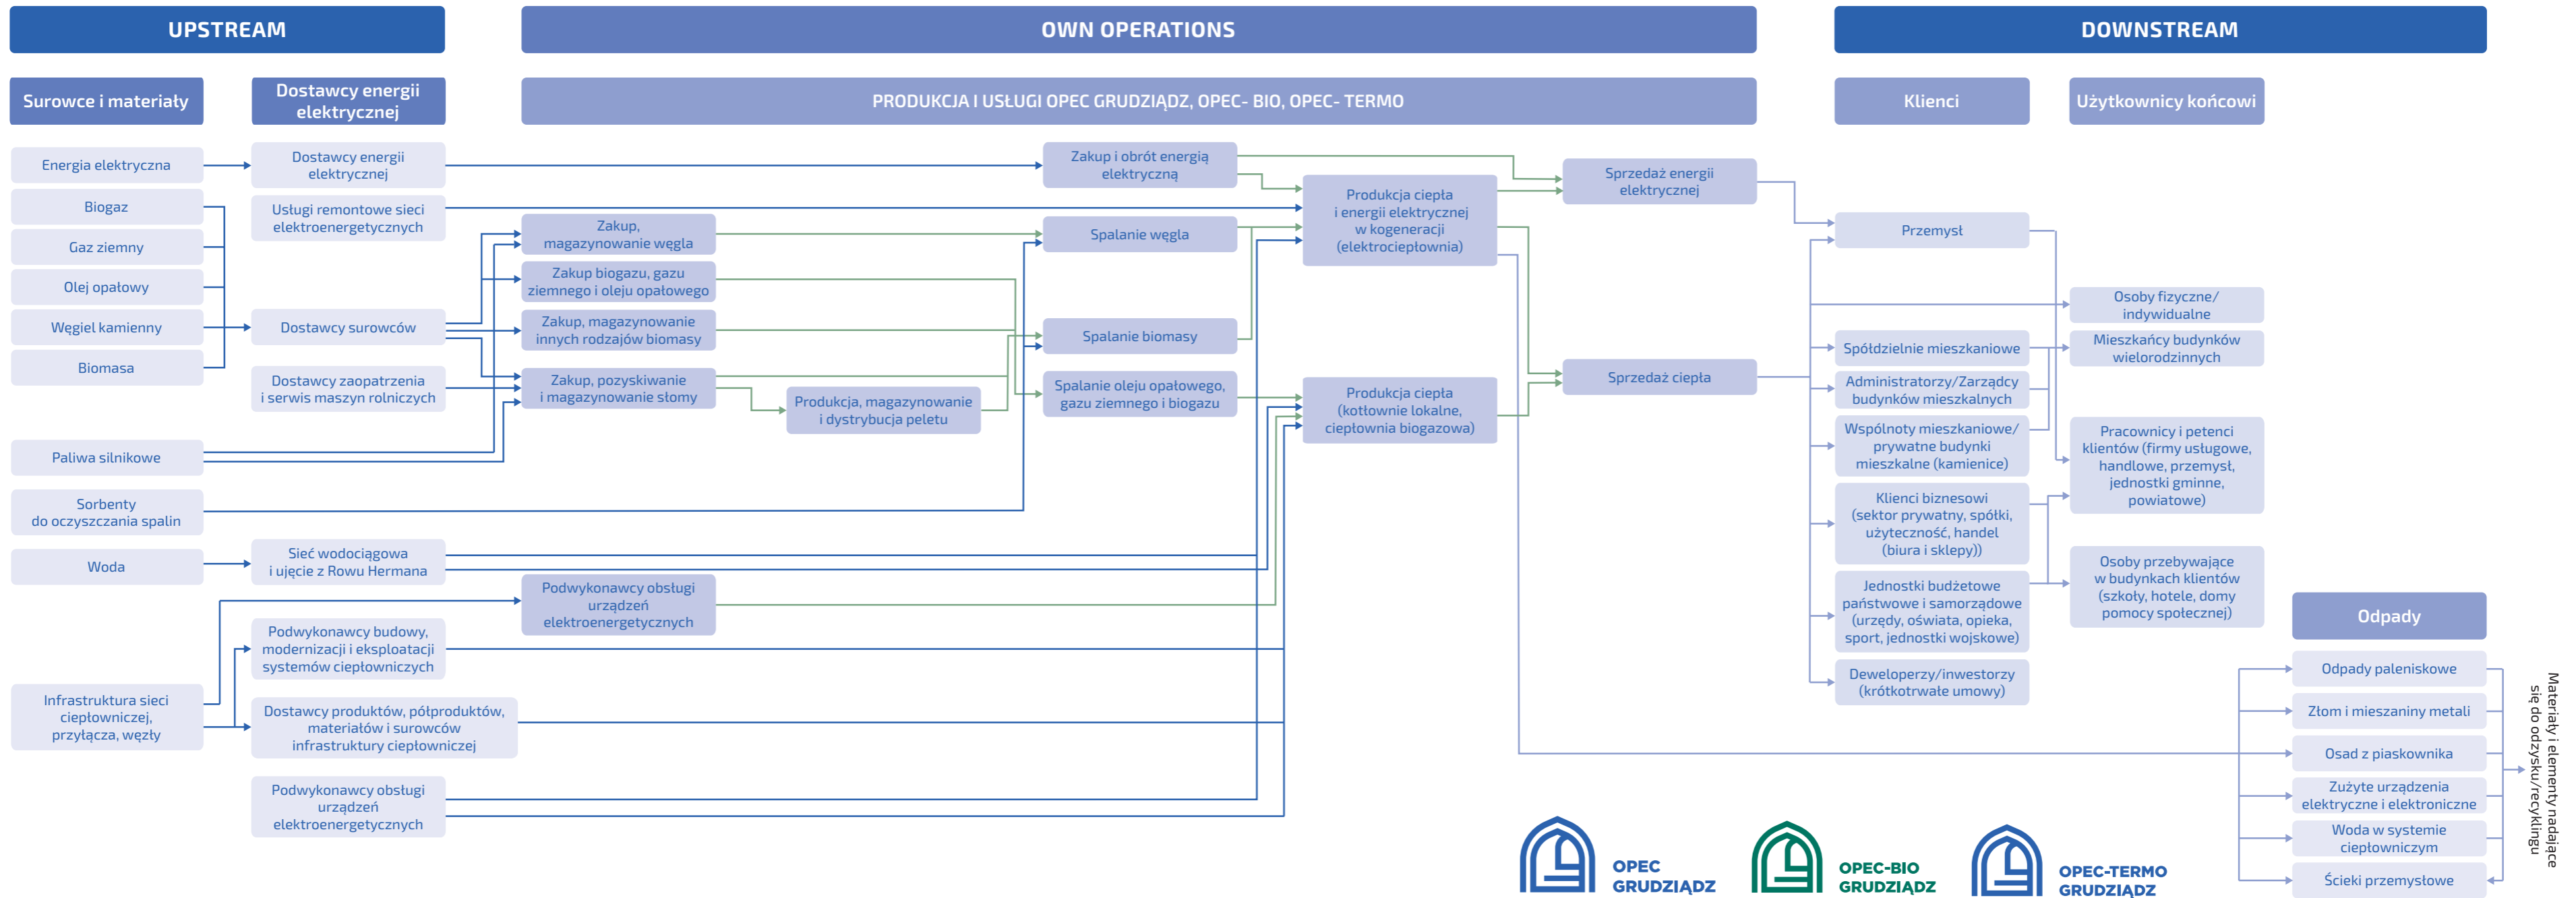 UPSTREAM
OWN OPERATIONS
DOWNSTREAM
Surowce i materiały
Dostawcy energii
elektrycznej
PRODUKCJA I USŁUGI OPEC GRUDZIĄDZ, OPEC- BIO, OPEC- TERMO
Klienci
Użytkownicy końcowi
Energia elektryczna
Biogaz
Gaz ziemny
Olej opałowy
Węgiel kamienny
Biomasa
Paliwa silnikowe
Sorbenty
do oczyszczania spalin
Woda
Infrastruktura sieci
ciepłowniczej,
przyłącza, węzły
Dostawcy energii
elektrycznej
Usługi remontowe sieci
elektroenergetycznych
Dostawcy surowców
Dostawcy zaopatrzenia
i serwis maszyn rolniczych
Sieć wodociągowa
i ujęcie z Rowu Hermana
Podwykonawcy budowy,
modernizacji i eksploatacji
systemów ciepłowniczych
Dostawcy produktów, półproduktów,
materiałów i surowców
infrastruktury ciepłowniczej
Podwykonawcy obsługi
urządzeń
elektroenergetycznych
Zakup,
magazynowanie węgla
Zakup biogazu, gazu
ziemnego i oleju opałowego
Zakup, magazynowanie
innych rodzajów biomasy
Zakup, pozyskiwanie
i magazynowanie słomy
Podwykonawcy obsługi
urządzeń
elektroenergetycznych
Produkcja, magazynowanie
i dystrybucja peletu
Zakup i obrót energią
elektryczną
Spalanie węgla
Spalanie biomasy
Spalanie oleju opałowego,
gazu ziemnego i biogazu
Produkcja ciepła
i energii elektrycznej
w kogeneracji
(elektrociepłownia)
Produkcja ciepła
(kotłownie lokalne,
ciepłownia biogazowa)
Sprzedaż energii
elektrycznej
Sprzedaż ciepła
Przemysł
Spółdzielnie mieszkaniowe
Administratorzy/Zarządcy
budynków mieszkalnych
Wspólnoty mieszkaniowe/
prywatne budynki
mieszkalne (kamienice)
Klienci biznesowi
(sektor prywatny, spółki,
użyteczność, handel
(biura i sklepy))
Jednostki budżetowe
państwowe i samorządowe
(urzędy, oświata, opieka,
sport, jednostki wojskowe)
Deweloperzy/inwestorzy
(krótkotrwałe umowy)
Osoby fizyczne/
indywidualne
Mieszkańcy budynków
wielorodzinnych
Pracownicy i petenci
klientów (firmy usługowe,
handlowe, przemysł,
jednostki gminne,
powiatowe)
Osoby przebywające
w budynkach klientów
(szkoły, hotele, domy
pomocy społecznej)
Odpady
Odpady paleniskowe
Złom i mieszaniny metali
Osad z piaskownika
Zużyte urządzenia
elektryczne i elektroniczne
Woda w systemie
ciepłowniczym
Ścieki przemysłowe
Materiały i elementy nadające
się do odzysku/recyklingu
OPEC
GRUDZIĄDZ
OPEC-BIO
GRUDZIĄDZ
OPEC-TERMO
GRUDZIĄDZ